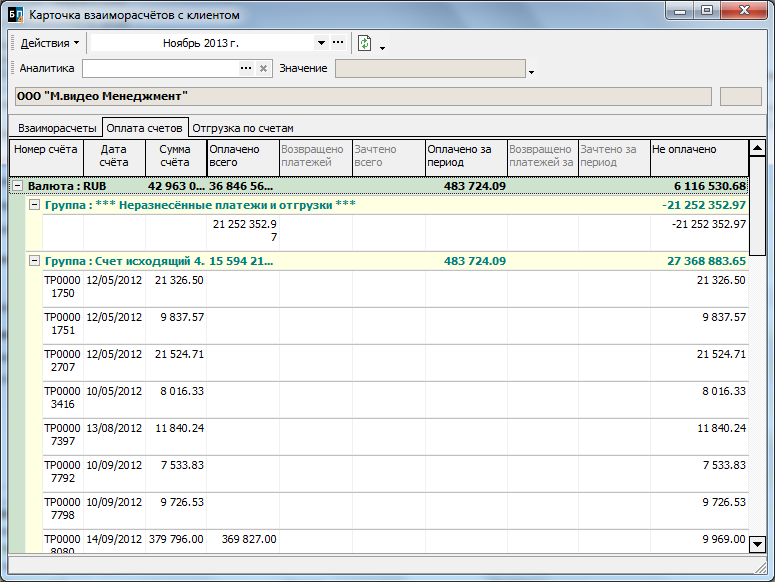 БП Карточка взаиморасчётов с клиентом
Действия Ноябрь 2013 г. ...
Аналитика ... × Значение
ООО "М.видео Менеджмент"
Взаиморасчеты Оплата счетов Отгрузка по счетам
Номер счёта Дата счёта Сумма счёта Оплачено всего Возвращено платежей Зачтено всего Оплачено за период Возвращено платежей за Зачтено за период Не оплачено
Валюта : RUB 42 963 0... 36 846 56... 483 724.09 6 116 530.68
Группа : *** Неразнесённые платежи и отгрузки *** -21 252 352.97
21 252 352.97 -21 252 352.97
Группа : Счет исходящий 4. 15 594 21... 483 724.09 27 368 883.65
ТР00001750 12/05/2012 21 326.50 21 326.50
ТР00001751 12/05/2012 9 837.57 9 837.57
ТР00002707 12/05/2012 21 524.71 21 524.71
ТР00003416 10/05/2012 8 016.33 8 016.33
ТР00007397 13/08/2012 11 840.24 11 840.24
ТР00007792 10/09/2012 7 533.83 7 533.83
ТР00007798 10/09/2012 9 726.53 9 726.53
ТР00008080 14/09/2012 379 796.00 369 827.00 9 969.00